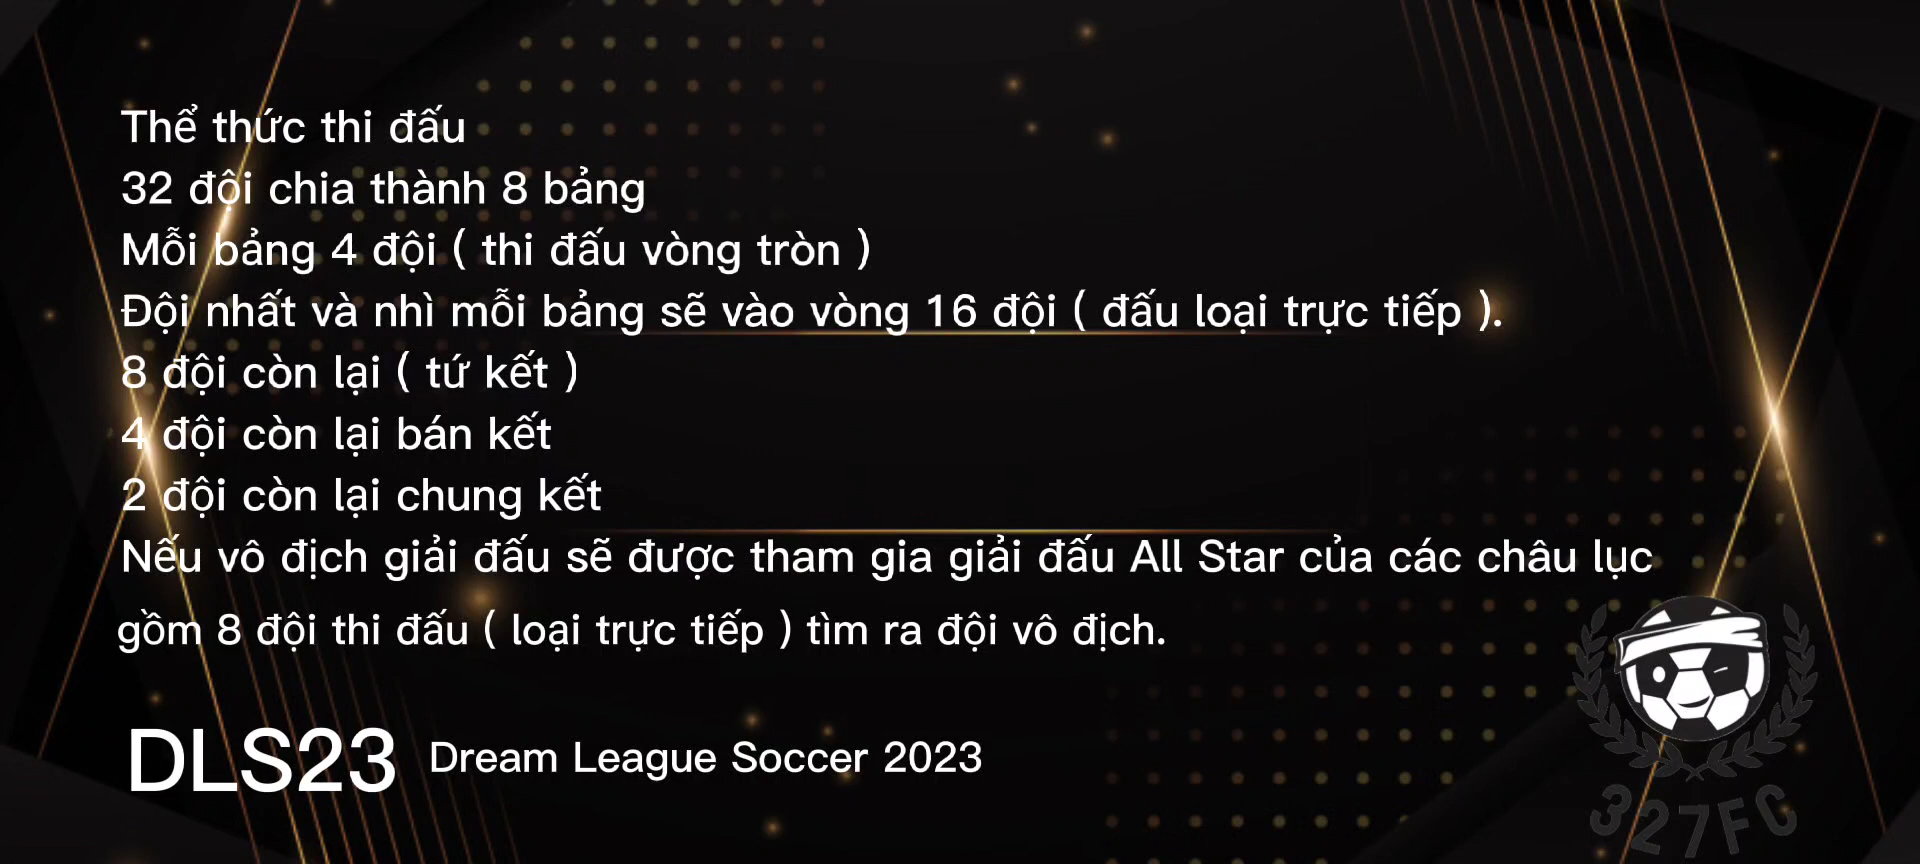 Thể thức thi đấu
32 đội chia thành 8 bảng
Mỗi bảng 4 đội ( thi đấu vòng tròn )
Đội nhất và nhì mỗi bảng sẽ vào vòng 16 đội ( đấu loại trực tiếp ).
8 đội còn lại ( tứ kết )
4 đội còn lại bán kết
2 đội còn lại chung kết
Nếu vô địch giải đấu sẽ được tham gia giải đấu All Star của các châu lục
gồm 8 đội thi đấu ( loại trực tiếp ) tìm ra đội vô địch.
DLS23 Dream League Soccer 2023
327FC